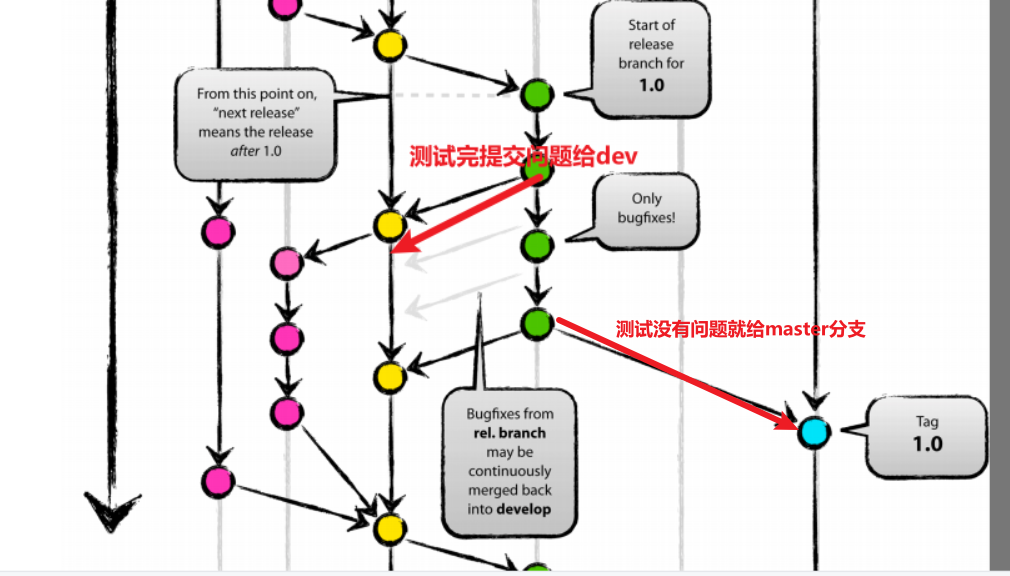 Start of
release
branch for
1.0
From this point on,
“next release”
means the release
after 1.0
测试完提交问题给dev
Only
bugfixes!
测试没有问题就给master分支
Tag
1.0
Bugfixes from
rel. branch
may be
continuously
merged back
into develop